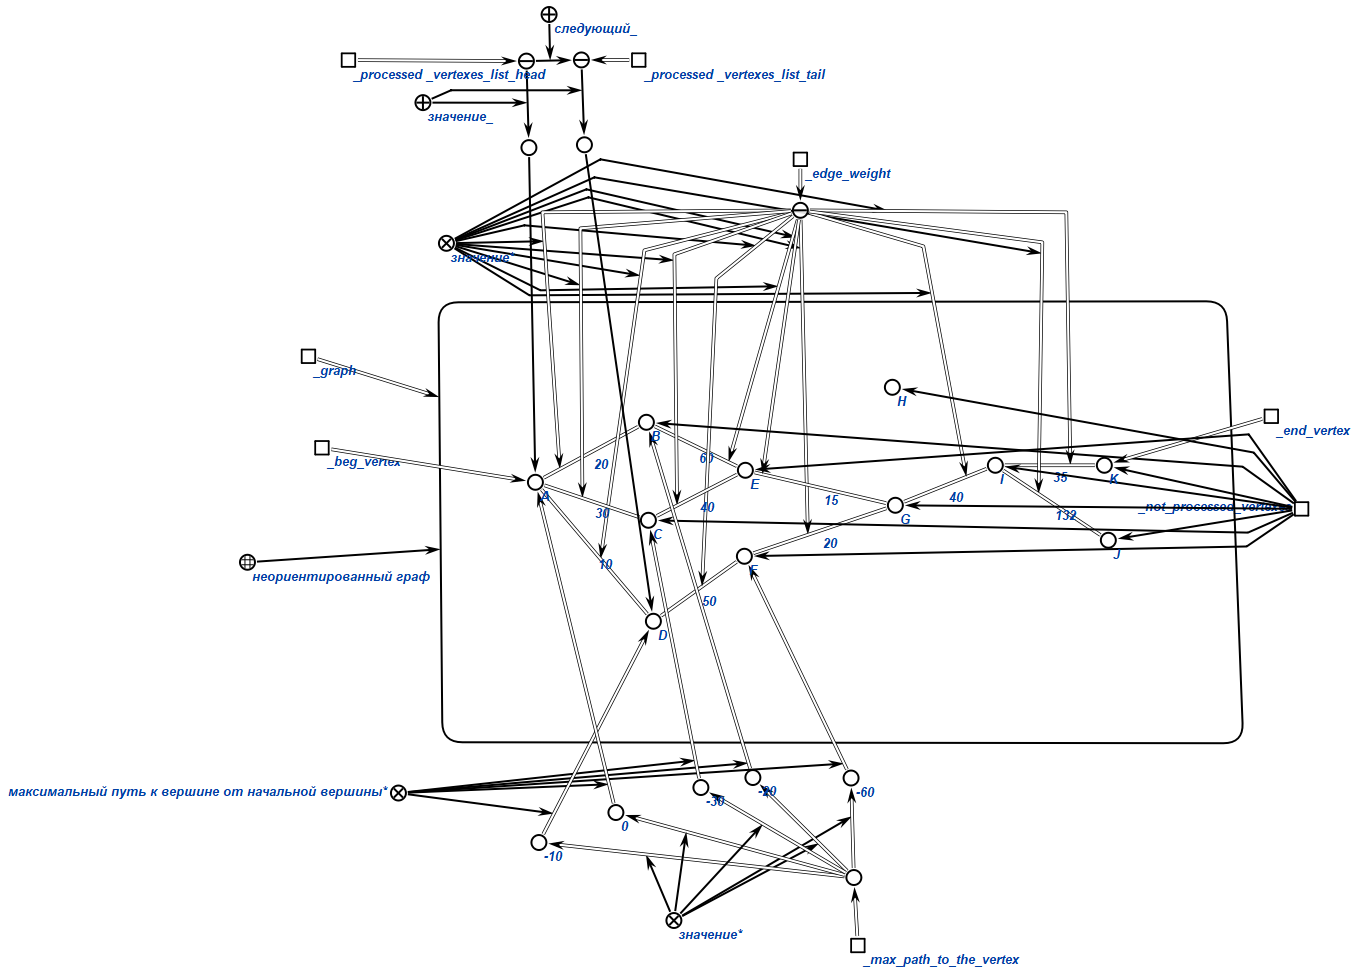 следующий_
_processed _vertexes_list_head
_processed _vertexes_list_tail
значение_
_edge_weight
значение*
_graph
H
_end_vertex
B
_beg_vertex
20
60
E
I
35
K
A
15
40
30
40
G
_not_processed_vertexes
132
C
20
J
10
F
неориентированный граф
50
D
максимальный путь к вершине от начальной вершины*
-30
-20
-60
0
-10
значение*
_max_path_to_the_vertex